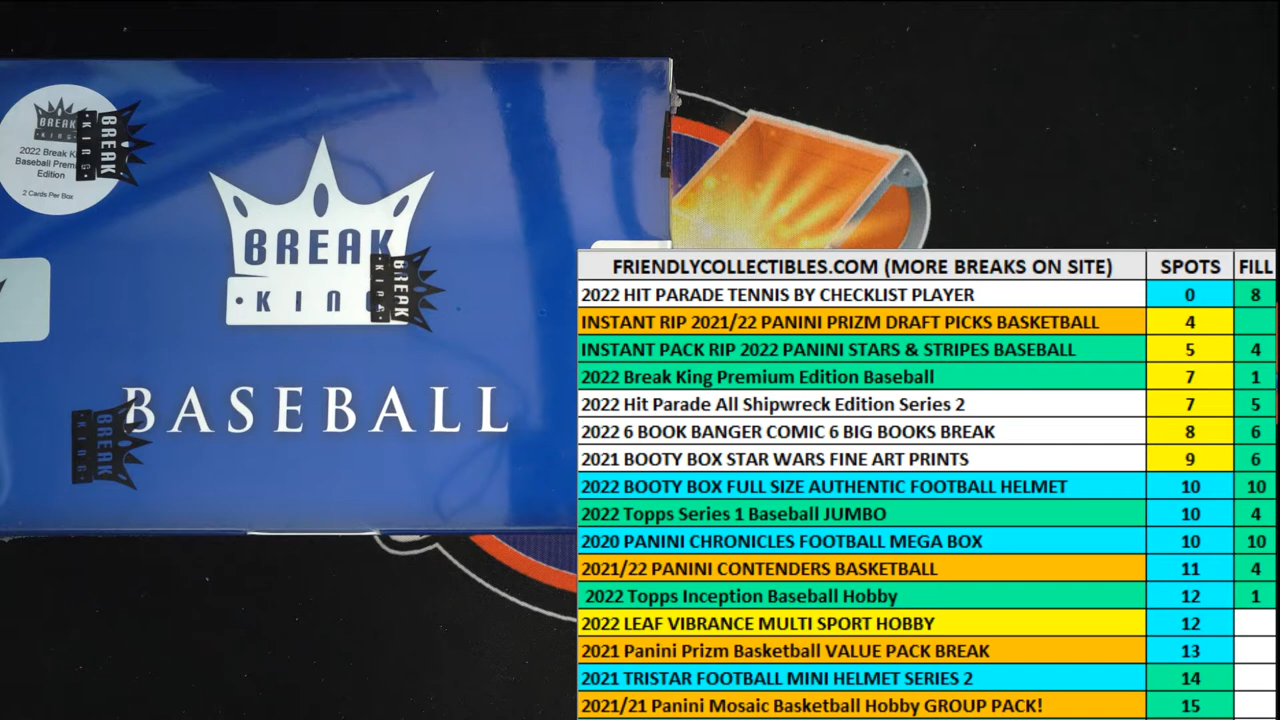 BREAK
KING
2022 Break K
Baseball Prem
Edition
2 Cards Per Box
BREAK
KING
BREAK
• KING
BREAK
KING
BASEBALL
BREAK
KING
FRIENDLYCOLLECTIBLES.COM (MORE BREAKS ON SITE) SPOTS FILL
2022 HIT PARADE TENNIS BY CHECKLIST PLAYER 0 8
INSTANT RIP 2021/22 PANINI PRIZM DRAFT PICKS BASKETBALL 4
INSTANT PACK RIP 2022 PANINI STARS & STRIPES BASEBALL 5 4
2022 Break King Premium Edition Baseball 7 1
2022 Hit Parade All Shipwreck Edition Series 2 7 5
2022 6 BOOK BANGER COMIC 6 BIG BOOKS BREAK 8 6
2021 BOOTY BOX STAR WARS FINE ART PRINTS 9 6
2022 BOOTY BOX FULL SIZE AUTHENTIC FOOTBALL HELMET 10 10
2022 Topps Series 1 Baseball JUMBO 10 4
2020 PANINI CHRONICLES FOOTBALL MEGA BOX 10 10
2021/22 PANINI CONTENDERS BASKETBALL 11 4
2022 Topps Inception Baseball Hobby 12 1
2022 LEAF VIBRANCE MULTI SPORT HOBBY 12
2021 Panini Prizm Basketball VALUE PACK BREAK 13
2021 TRISTAR FOOTBALL MINI HELMET SERIES 2 14
2021/21 Panini Mosaic Basketball Hobby GROUP PACK! 15